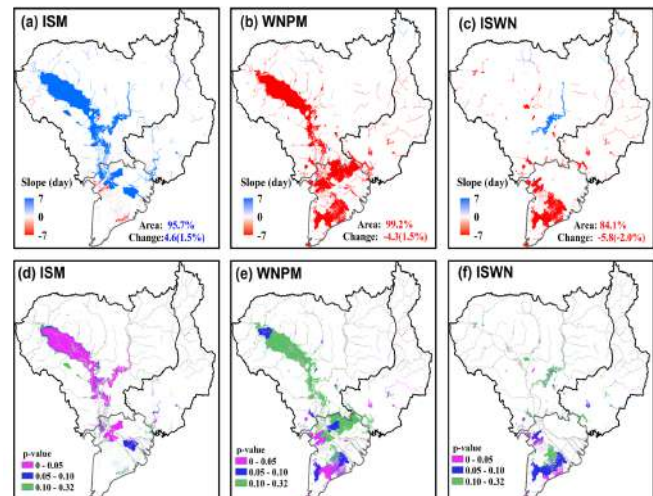 (a) ISM
Slope (day)
7
0
-7
Area: 95.7%
Change:4.6(1.5%)
(b) WNPM
Slope (day)
7
0
-7
Area: 99.2%
Change:-4.3(1.5%)
(c) ISWN
Slope (day)
7
0
-7
Area: 84.1%
Change:-5.8(-2.0%)
(d) ISM
p-value
0 - 0.05
0.05 - 0.10
0.10 - 0.32
(e) WNPM
p-value
0 - 0.05
0.05 - 0.10
0.10 - 0.32
(f) ISWN
p-value
0 - 0.05
0.05 - 0.10
0.10 - 0.32